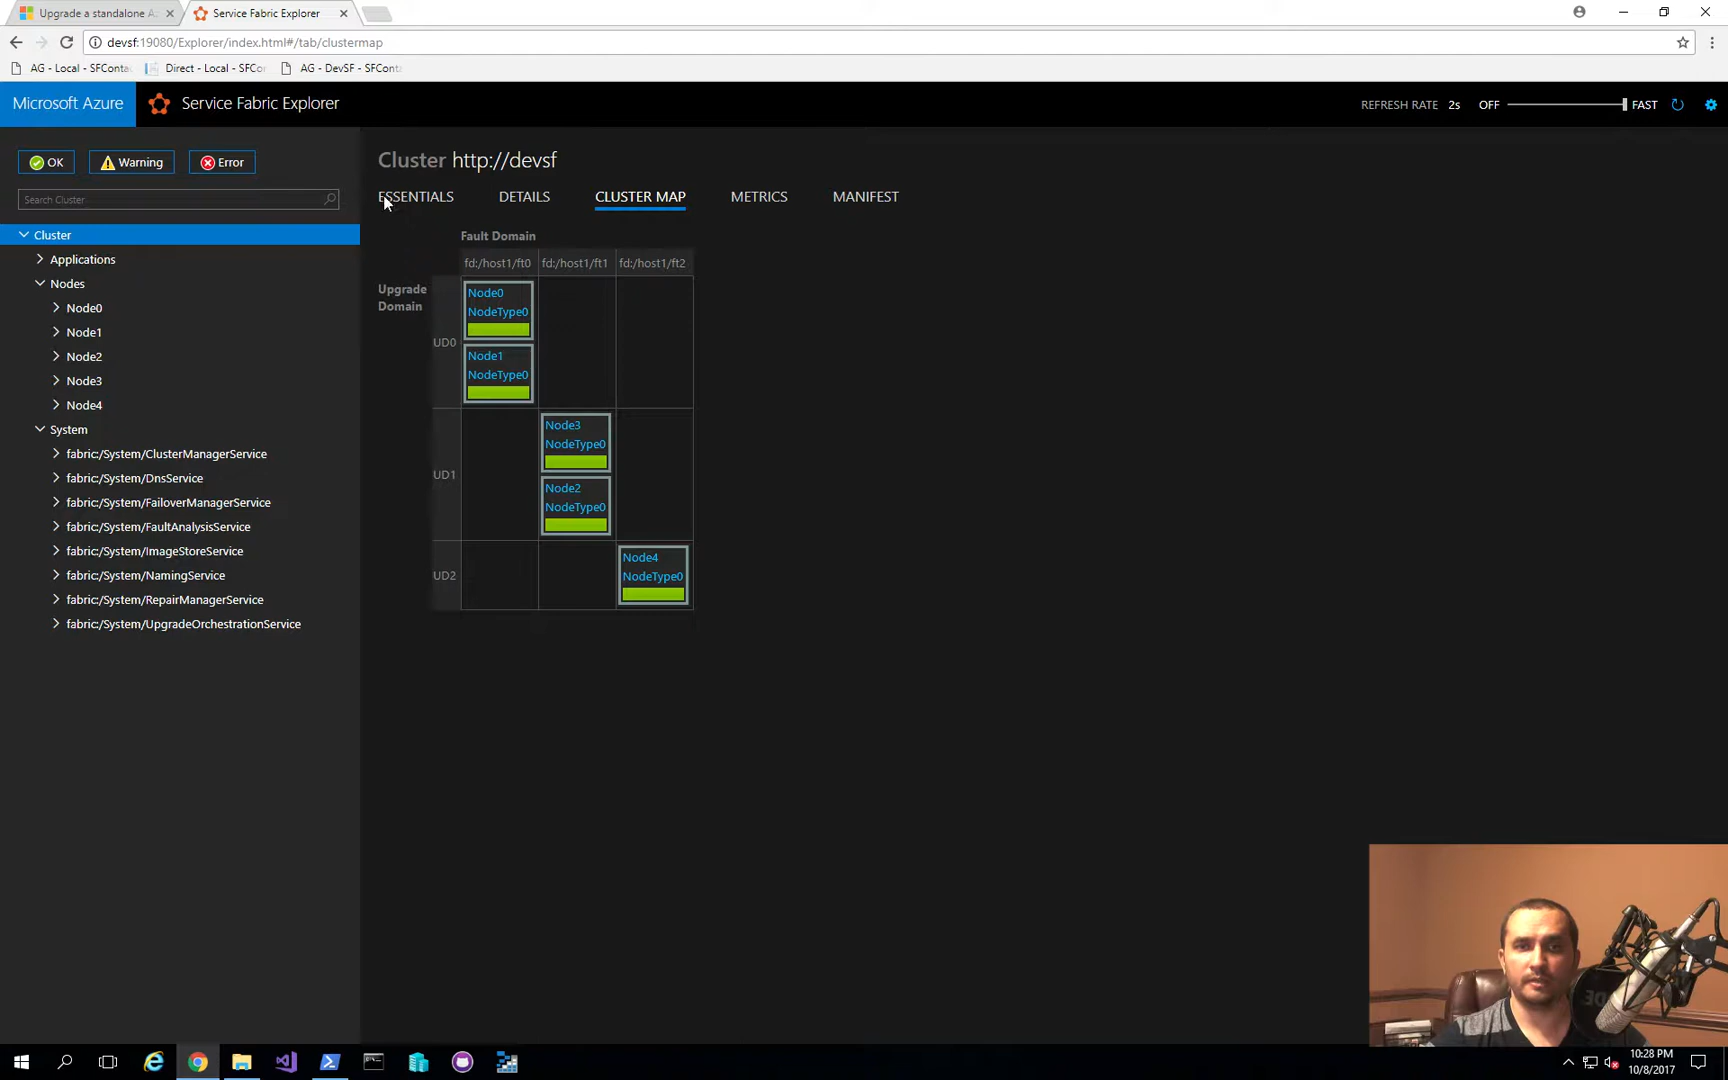 Upgrade a standalone Az
Service Fabric Explorer
devsf:19080/Explorer/index.html#/tab/clustermap
AG - Local - SFConta
Direct - Local - SFCo
AG - DevSF - SFConta
Microsoft Azure
Service Fabric Explorer
REFRESH RATE 2s OFF FAST
OK
Warning
Error
Search Cluster
Cluster
Applications
Nodes
Node0
Node1
Node2
Node3
Node4
System
fabric:/System/ClusterManagerService
fabric:/System/DnsService
fabric:/System/FailoverManagerService
fabric:/System/FaultAnalysisService
fabric:/System/ImageStoreService
fabric:/System/NamingService
fabric:/System/RepairManagerService
fabric:/System/UpgradeOrchestrationService
Cluster http://devsf
ESSENTIALS
DETAILS
CLUSTER MAP
METRICS
MANIFEST
Fault Domain
fd:/host1/ft0
fd:/host1/ft1
fd:/host1/ft2
Upgrade
Domain
UD0
Node0
NodeType0
Node1
NodeType0
UD1
Node3
NodeType0
Node2
NodeType0
UD2
Node4
NodeType0
10:28 PM
10/8/2017